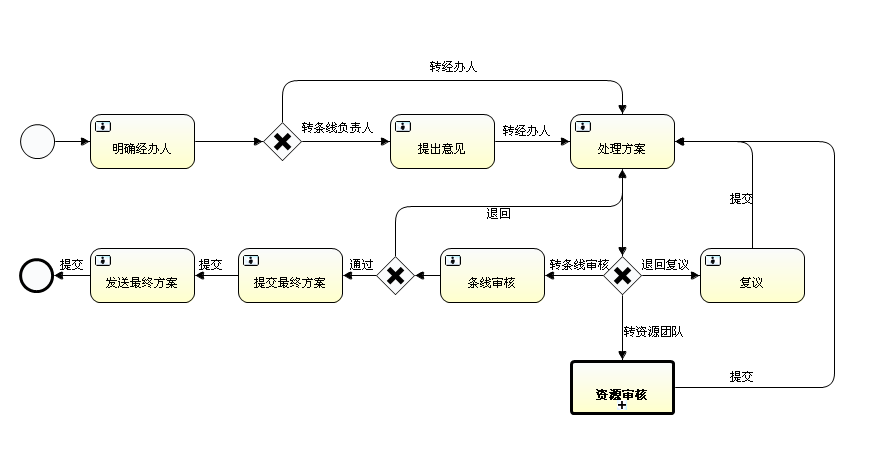 转经办人
转条线负责人
转经办人
明确经办人
提出意见
处理方案
提交
退回
提交
提交
通过
转条线审核
退回复议
发送最终方案
提交最终方案
条线审核
复议
转资源团队
提交
资源审核